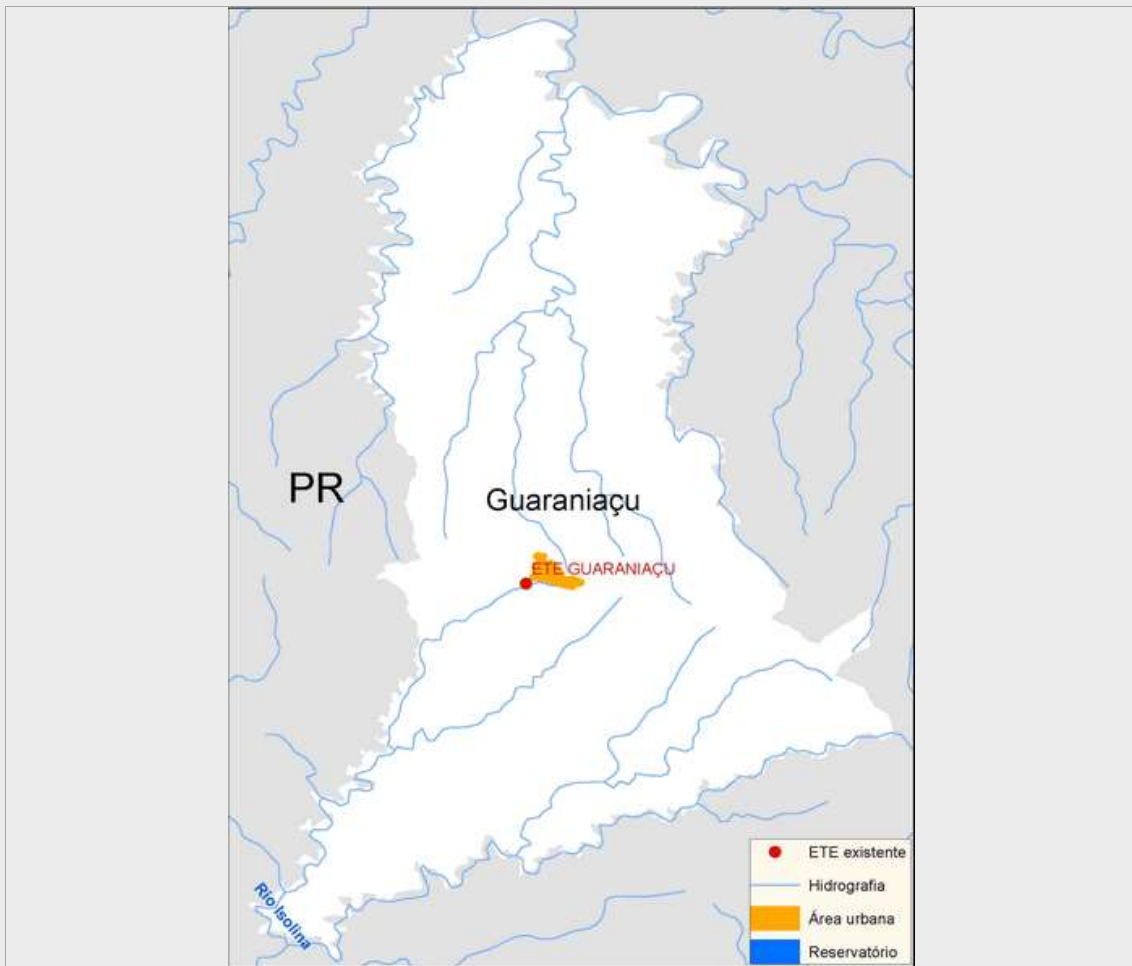 PR
Guaraniaçu
ETE GUARANIAÇU
Rio Isolina
ETE existente
Hidrografia
Área urbana
Reservatório